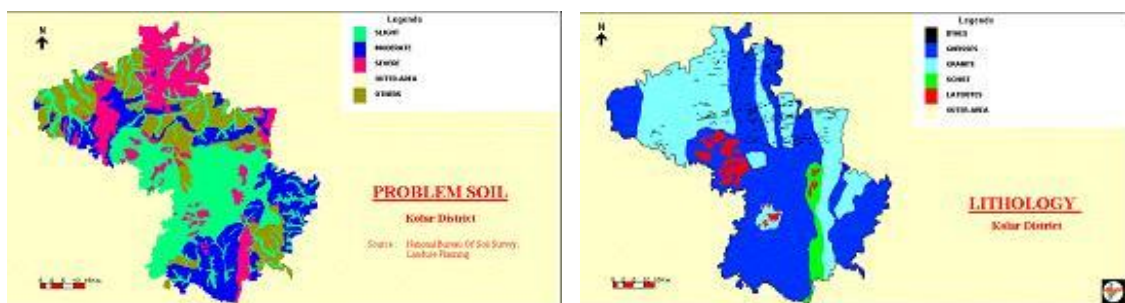 N
Legends
SLIGHT
MODERATE
SEVERE
OUTER-AREA
OTHERS
PROBLEM SOIL
Kolar District
Source : National Bureau Of Soil Survey,
Landuse Planning
N
Legends
DYKES
GNEISSES
GRANITE
SCHIST
LATERITES
OUTER-AREA
LITHOLOGY
Kolar District